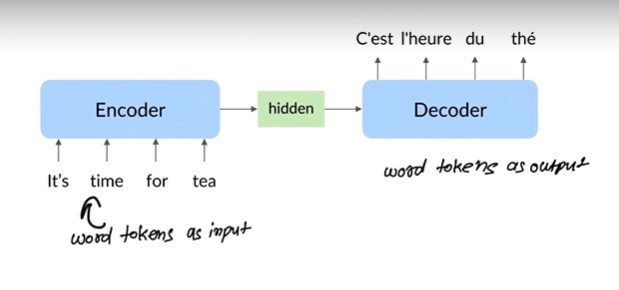 C'est l'heure du thé
Encoder hidden Decoder
It's time for tea
word tokens as output
word tokens as input